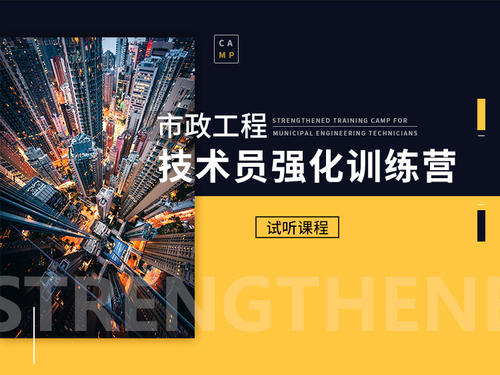 CA
MP
市政工程
STRENGTHENED TRAINING CAMP FOR
MUNICIPAL ENGINEERING TECHNICIANS
技术员强化训练营
试听课程
STRENGTHEN